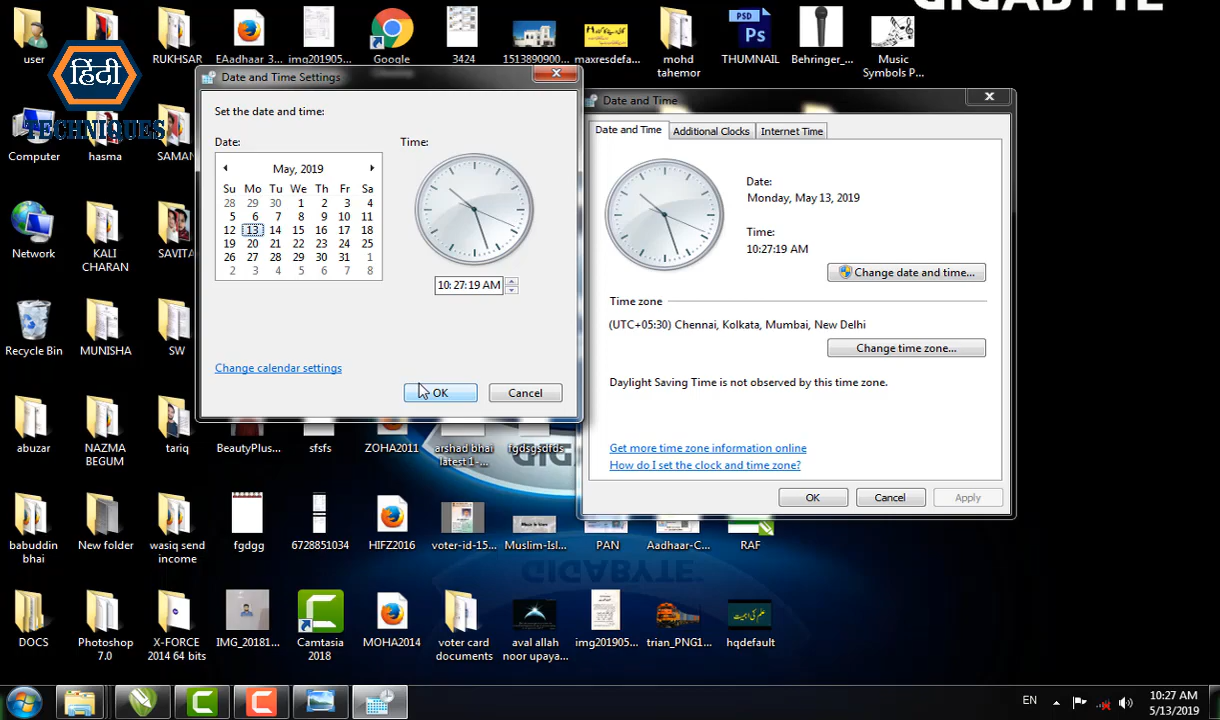 GIGABYTE
user
RUKHSAR
EAadhaar 3...
img201905...
Google
3424
1513890900...
maxresdefa...
mohd
tahemor
PSD
Ps
THUMNAIL
Behringer_...
Music
Symbols P...
हिंदी
TECHNIQUES
Computer
hasma
SAMAN
Network
KALI
CHARAN
SAVITA
Recycle Bin
MUNISHA
SW
abuzar
NAZMA
BEGUM
tariq
BeautyPlus...
sfsfs
ZOHA2011
arshad bhai
latest 1-...
fgdsgsdfds
babuddin
bhai
New folder
wasiq send
income
fgdgg
6728851034
HIFZ2016
voter-id-15...
Muslim-Isl...
PAN
Aadhaar-C...
RAF
DOCS
Photoshop
7.0
X-FORCE
2014 64 bits
IMG_20181...
Camtasia
2018
MOHA2014
voter card
documents
aval allah
noor upaya...
img201905...
trian_PNG1...
hqdefault
Date and Time Settings
Set the date and time:
Date:
Time:
May, 2019
Su Mo Tu We Th Fr Sa
28 29 30 1 2 3 4
5 6 7 8 9 10 11
12 13 14 15 16 17 18
19 20 21 22 23 24 25
26 27 28 29 30 31 1
2 3 4 5 6 7 8
10:27:19 AM
Change calendar settings
OK
Cancel
Date and Time
Date and Time
Additional Clocks
Internet Time
Date:
Monday, May 13, 2019
Time:
10:27:19 AM
Change date and time...
Time zone
(UTC+05:30) Chennai, Kolkata, Mumbai, New Delhi
Change time zone...
Daylight Saving Time is not observed by this time zone.
Get more time zone information online
How do I set the clock and time zone?
OK
Cancel
Apply
EN
10:27 AM
5/13/2019